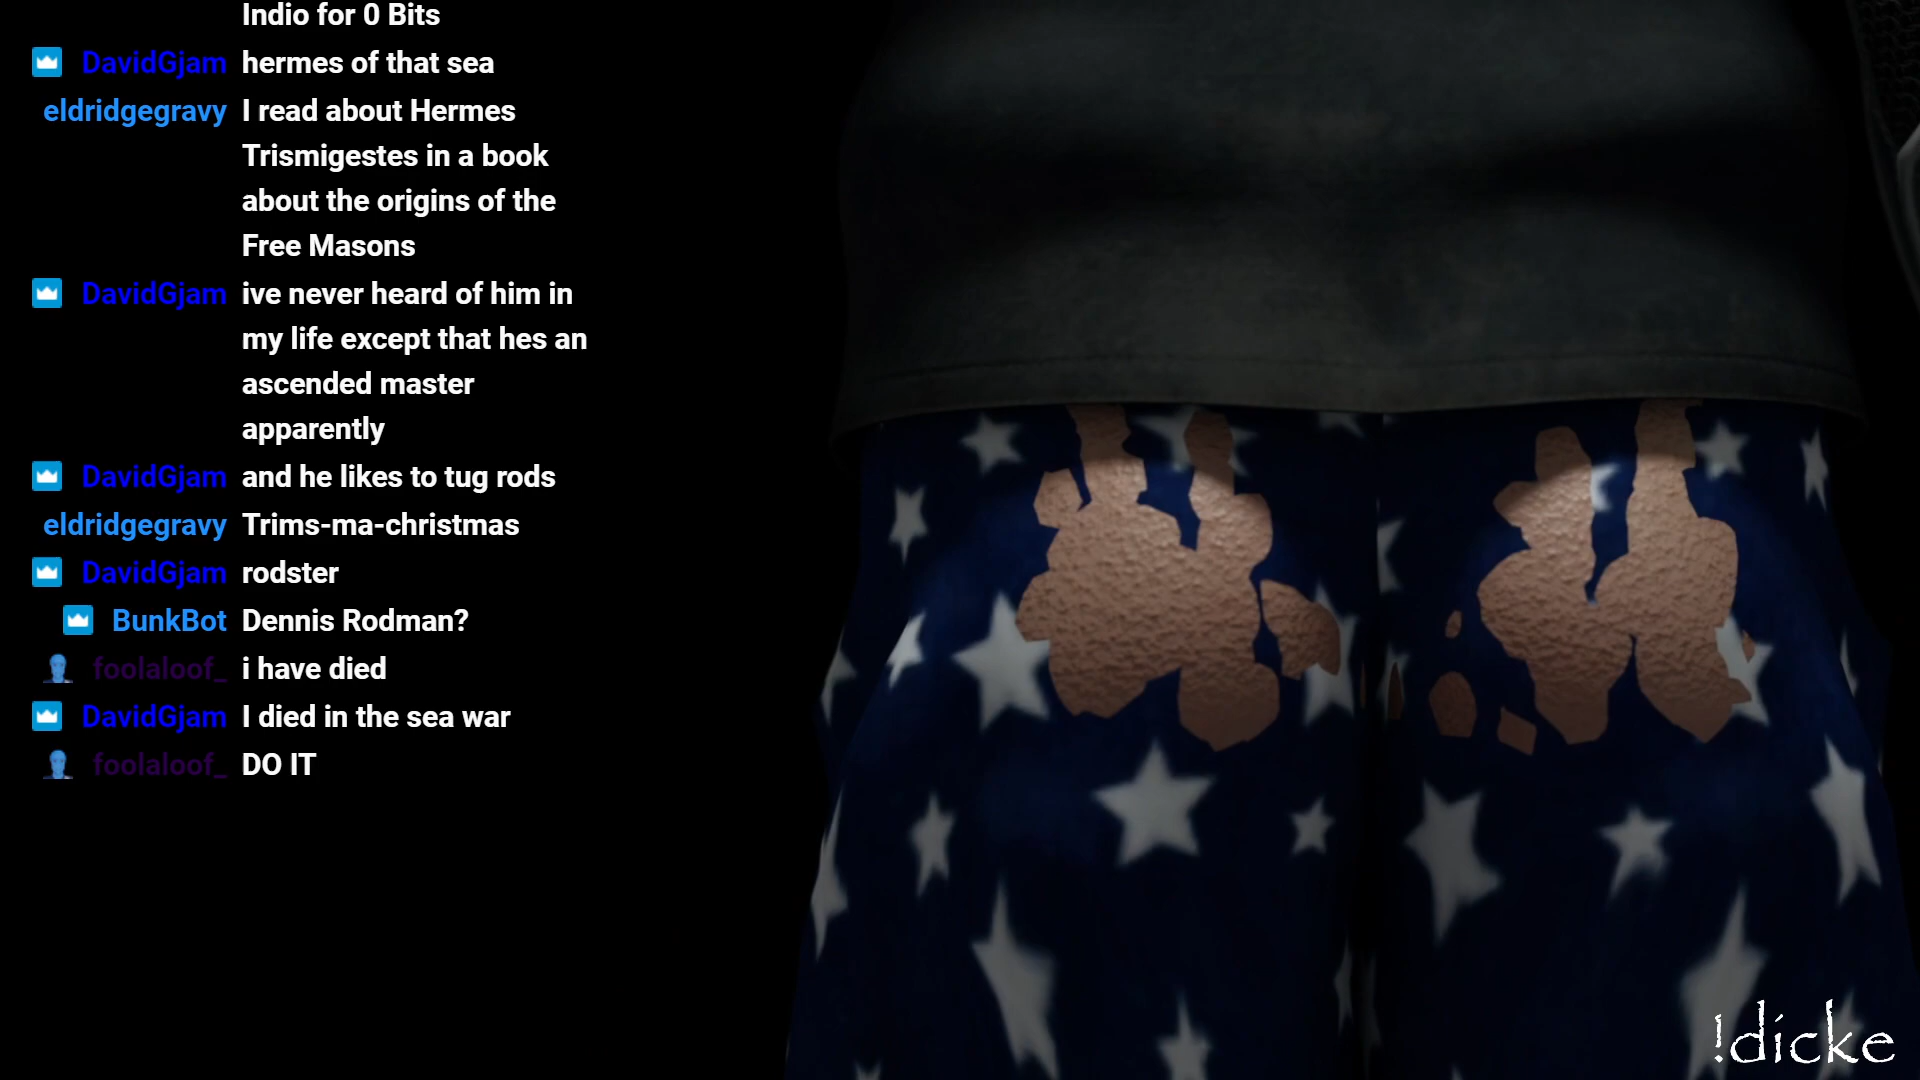 Indio for 0 Bits
DavidGjam hermes of that sea
eldridgegravy I read about Hermes
Trismigestes in a book
about the origins of the
Free Masons
DavidGjam ive never heard of him in
my life except that hes an
ascended master
apparently
DavidGjam and he likes to tug rods
eldridgegravy Trims-ma-christmas
DavidGjam rodster
BunkBot Dennis Rodman?
foolaloof_ i have died
DavidGjam I died in the sea war
foolaloof_ DO IT
!dicke